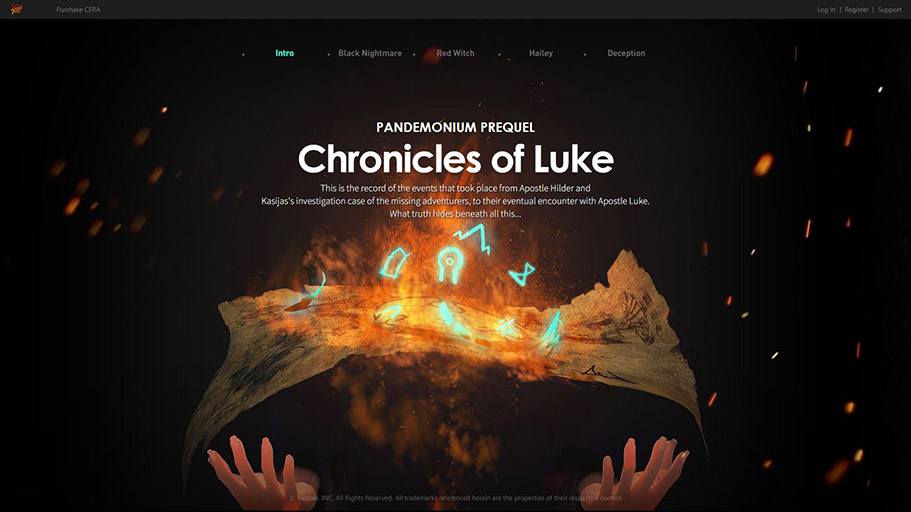 Purchase CERA
Log in | Register | Support
Intro
Black Nightmare
Red Witch
Hailey
Deception
PANDEMONIUM PREQUEL
Chronicles of Luke
This is the record of the events that took place from Apostle Hilder and
Kasijas's investigation case of the missing adventurers, to their eventual encounter with Apostle Luke.
What truth hides beneath all this...
© Neople, INC. All Rights Reserved. All trademarks referenced herein are the properties of their respective owners